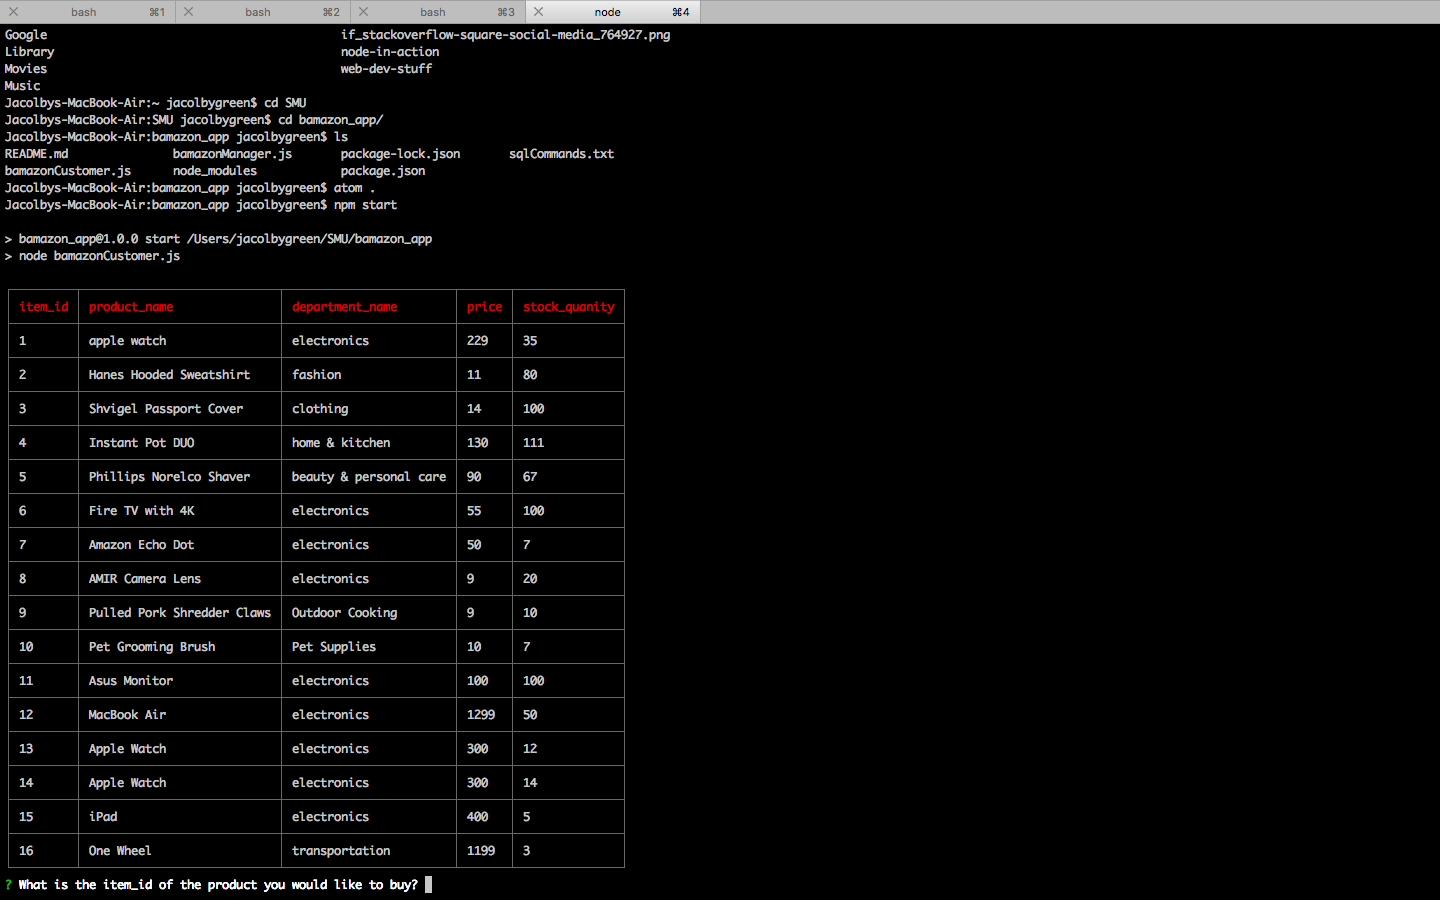 bash ⌘1 bash ⌘2 bash ⌘3 node ⌘4
Google if_stackoverflow-square-social-media_764927.png
Library node-in-action
Movies web-dev-stuff
Music
Jacolbys-MacBook-Air:~ jacolbygreen$ cd SMU
Jacolbys-MacBook-Air:SMU jacolbygreen$ cd bamazon_app/
Jacolbys-MacBook-Air:bamazon_app jacolbygreen$ ls
README.md bamazonManager.js package-lock.json sqlCommands.txt
bamazonCustomer.js node_modules package.json
Jacolbys-MacBook-Air:bamazon_app jacolbygreen$ atom .
Jacolbys-MacBook-Air:bamazon_app jacolbygreen$ npm start
> bamazon_app@1.0.0 start /Users/jacolbygreen/SMU/bamazon_app
> node bamazonCustomer.js
item_id product_name department_name price stock_quanity
1 apple watch electronics 229 35
2 Hanes Hooded Sweatshirt fashion 11 80
3 Shvigel Passport Cover clothing 14 100
4 Instant Pot DUO home & kitchen 130 111
5 Phillips Norelco Shaver beauty & personal care 90 67
6 Fire TV with 4K electronics 55 100
7 Amazon Echo Dot electronics 50 7
8 AMIR Camera Lens electronics 9 20
9 Pulled Pork Shredder Claws Outdoor Cooking 9 10
10 Pet Grooming Brush Pet Supplies 10 7
11 Asus Monitor electronics 100 100
12 MacBook Air electronics 1299 50
13 Apple Watch electronics 300 12
14 Apple Watch electronics 300 14
15 iPad electronics 400 5
16 One Wheel transportation 1199 3
? What is the item_id of the product you would like to buy?